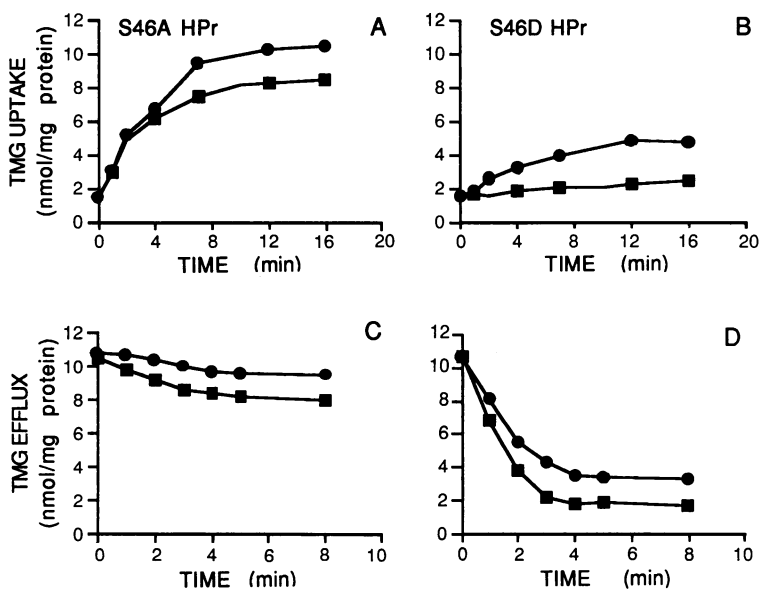 S46A HPr A
12
10
8
6
4
2
0
TMG UPTAKE
(nmol/mg protein)
0 4 8 12 16 20
TIME (min)
S46D HPr B
12
10
8
6
4
2
0
0 4 8 12 16 20
TIME (min)
C
12
10
8
6
4
2
0
TMG EFFLUX
(nmol/mg protein)
0 2 4 6 8 10
TIME (min)
D
12
10
8
6
4
2
0
0 2 4 6 8 10
TIME (min)